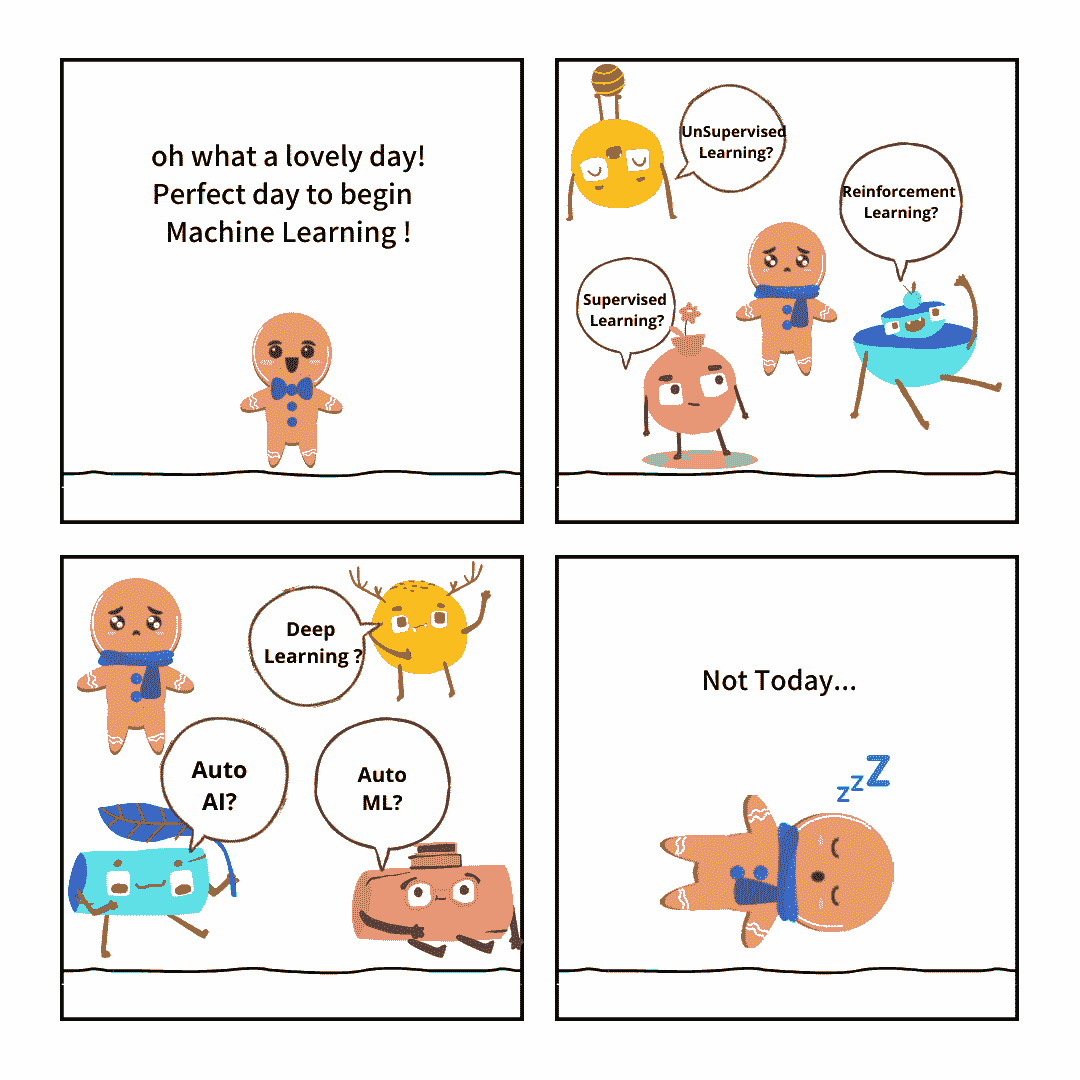 oh what a lovely day!
Perfect day to begin
Machine Learning !
UnSupervised
Learning?
Reinforcement
Learning?
Supervised
Learning?
Deep
Learning ?
Auto
AI?
Auto
ML?
Not Today...
z z Z